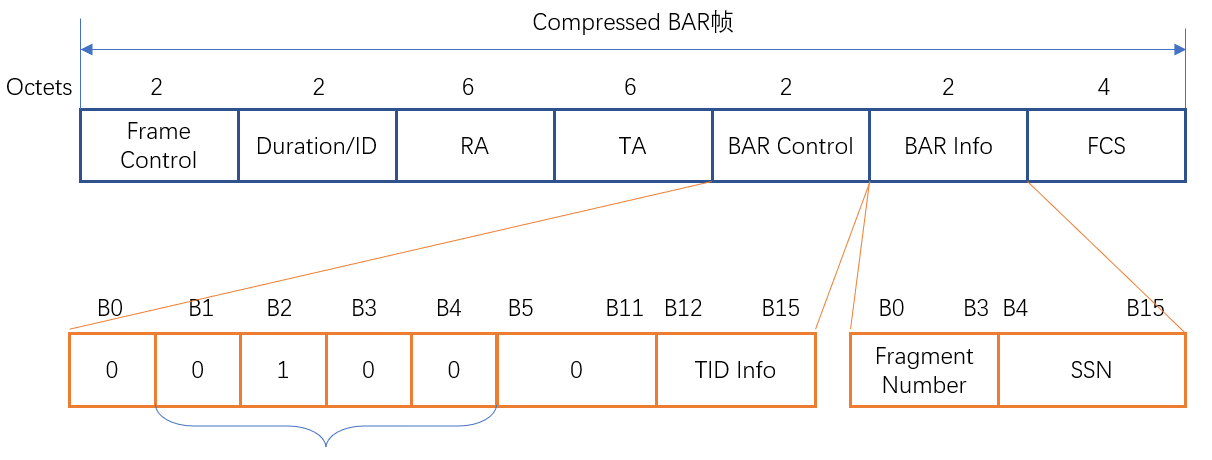 Compressed BAR帧
Octets 2 2 6 6 2 2 4
Frame Control Duration/ID RA TA BAR Control BAR Info FCS
B0 B1 B2 B3 B4 B5 B11 B12 B15 B0 B3 B4 B15
0 0 1 0 0 0 TID Info Fragment Number SSN